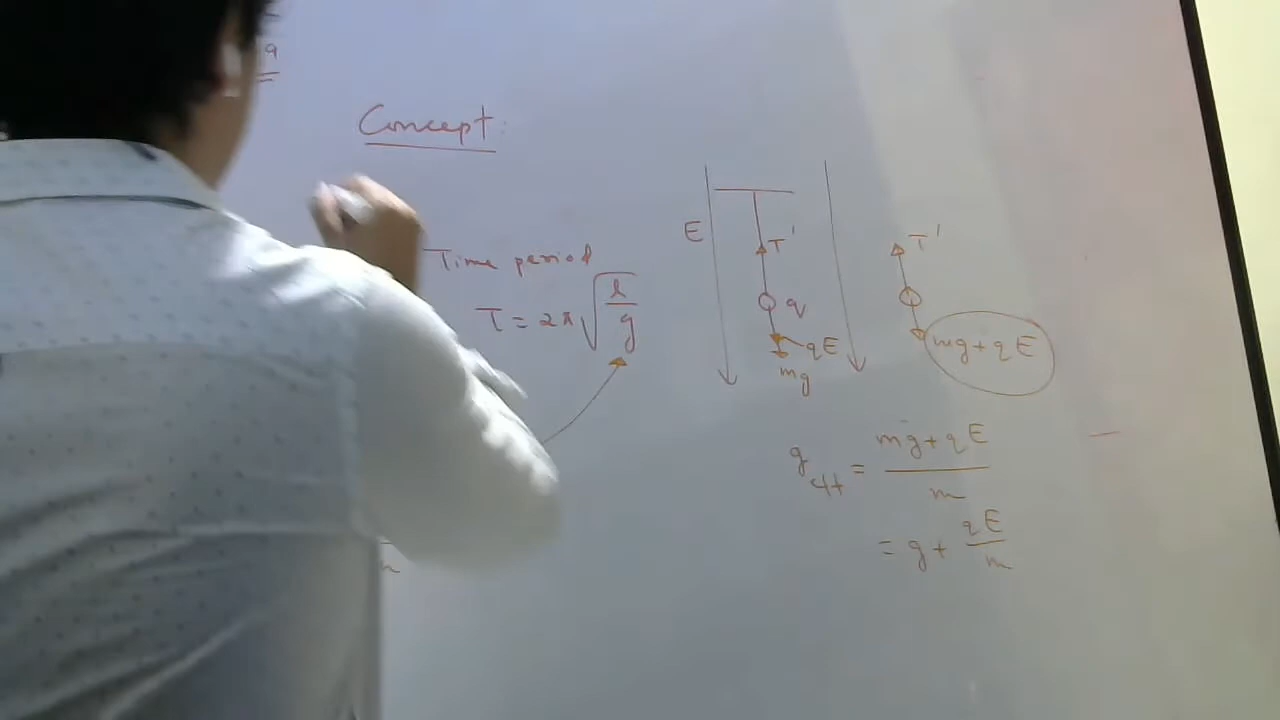 Concept:
Time period
T = 2π √(l/g)
E
T'
q
qE
mg
T'
mg + qE
g_eff = (mg + qE)/m
= g + qE/m